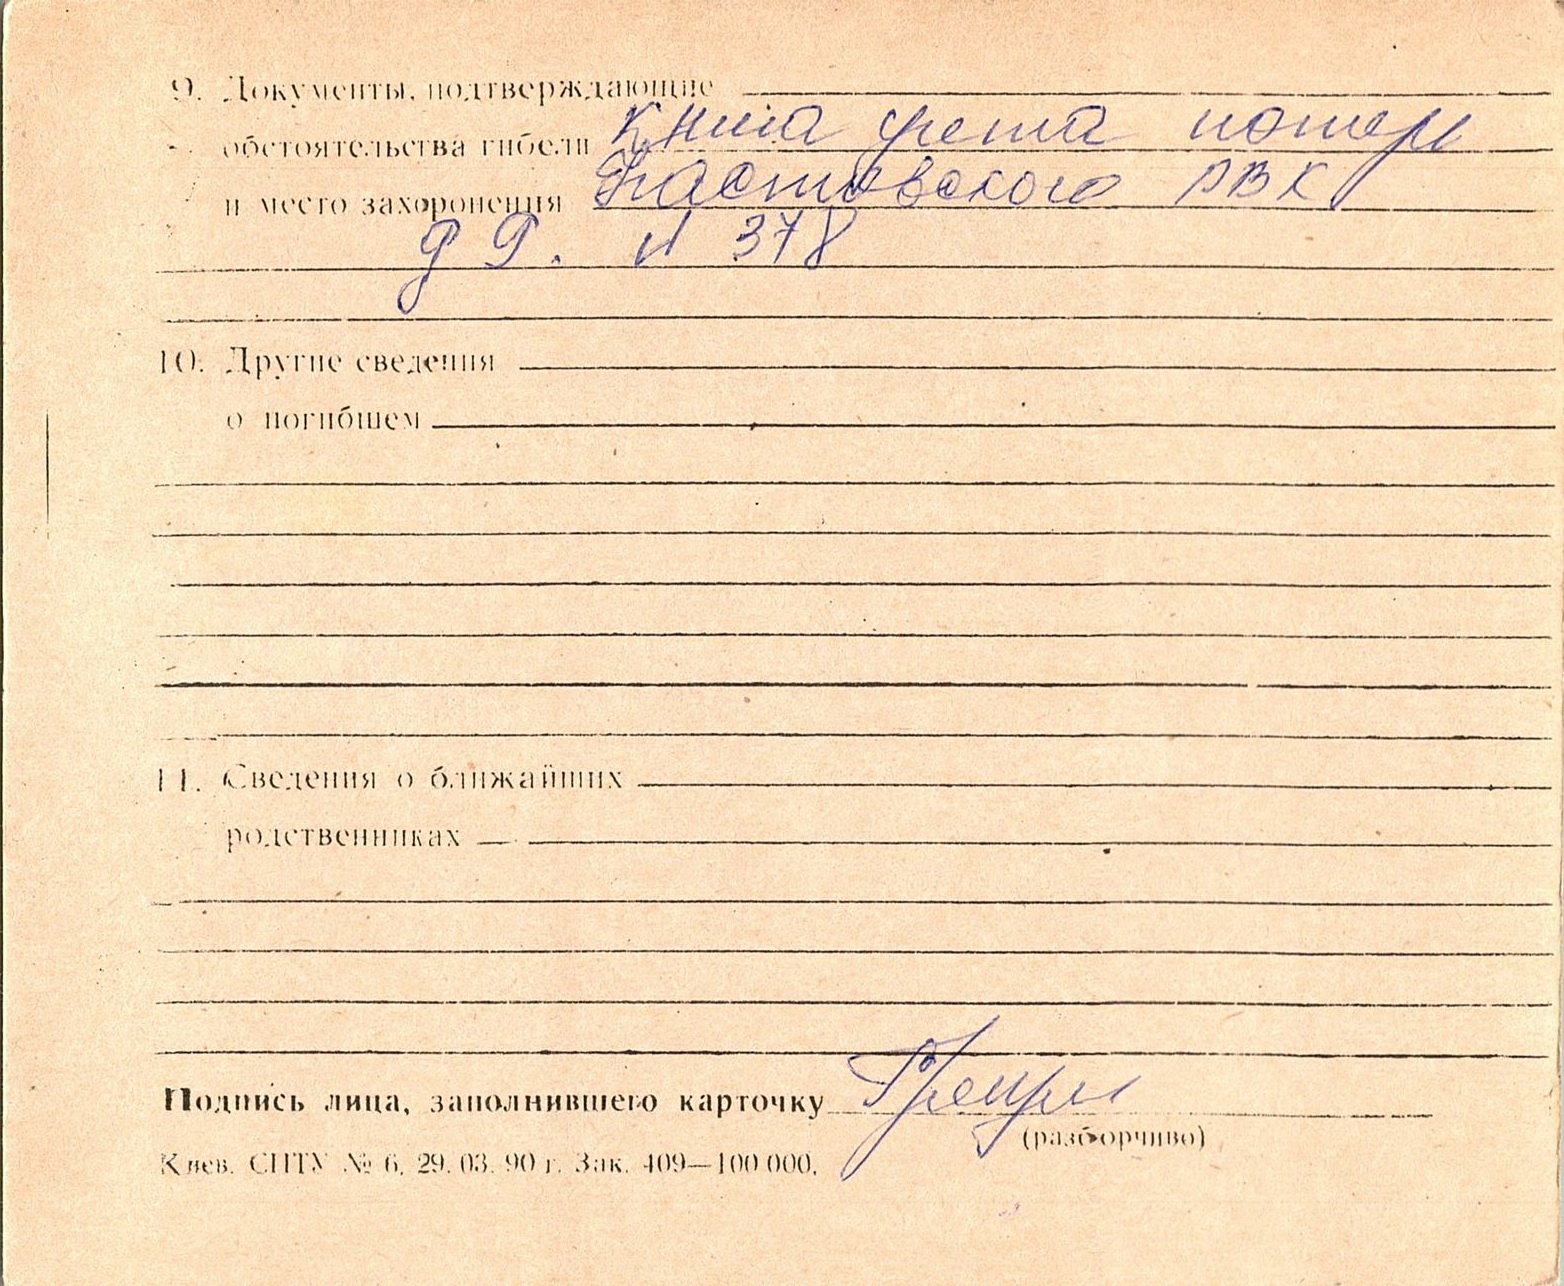 9. Документы, подтверждающие
обстоятельства гибели Книга учета потерь
и место захоронения Фастовского РВК
№ 378
10. Другие сведения
о погибшем
11. Сведения о ближайших
родственниках
Подпись лица, заполнившего карточку
(разборчиво)
Киев. СПТУ № 6. 29. 03. 90 г. Зак. 409—100 000.